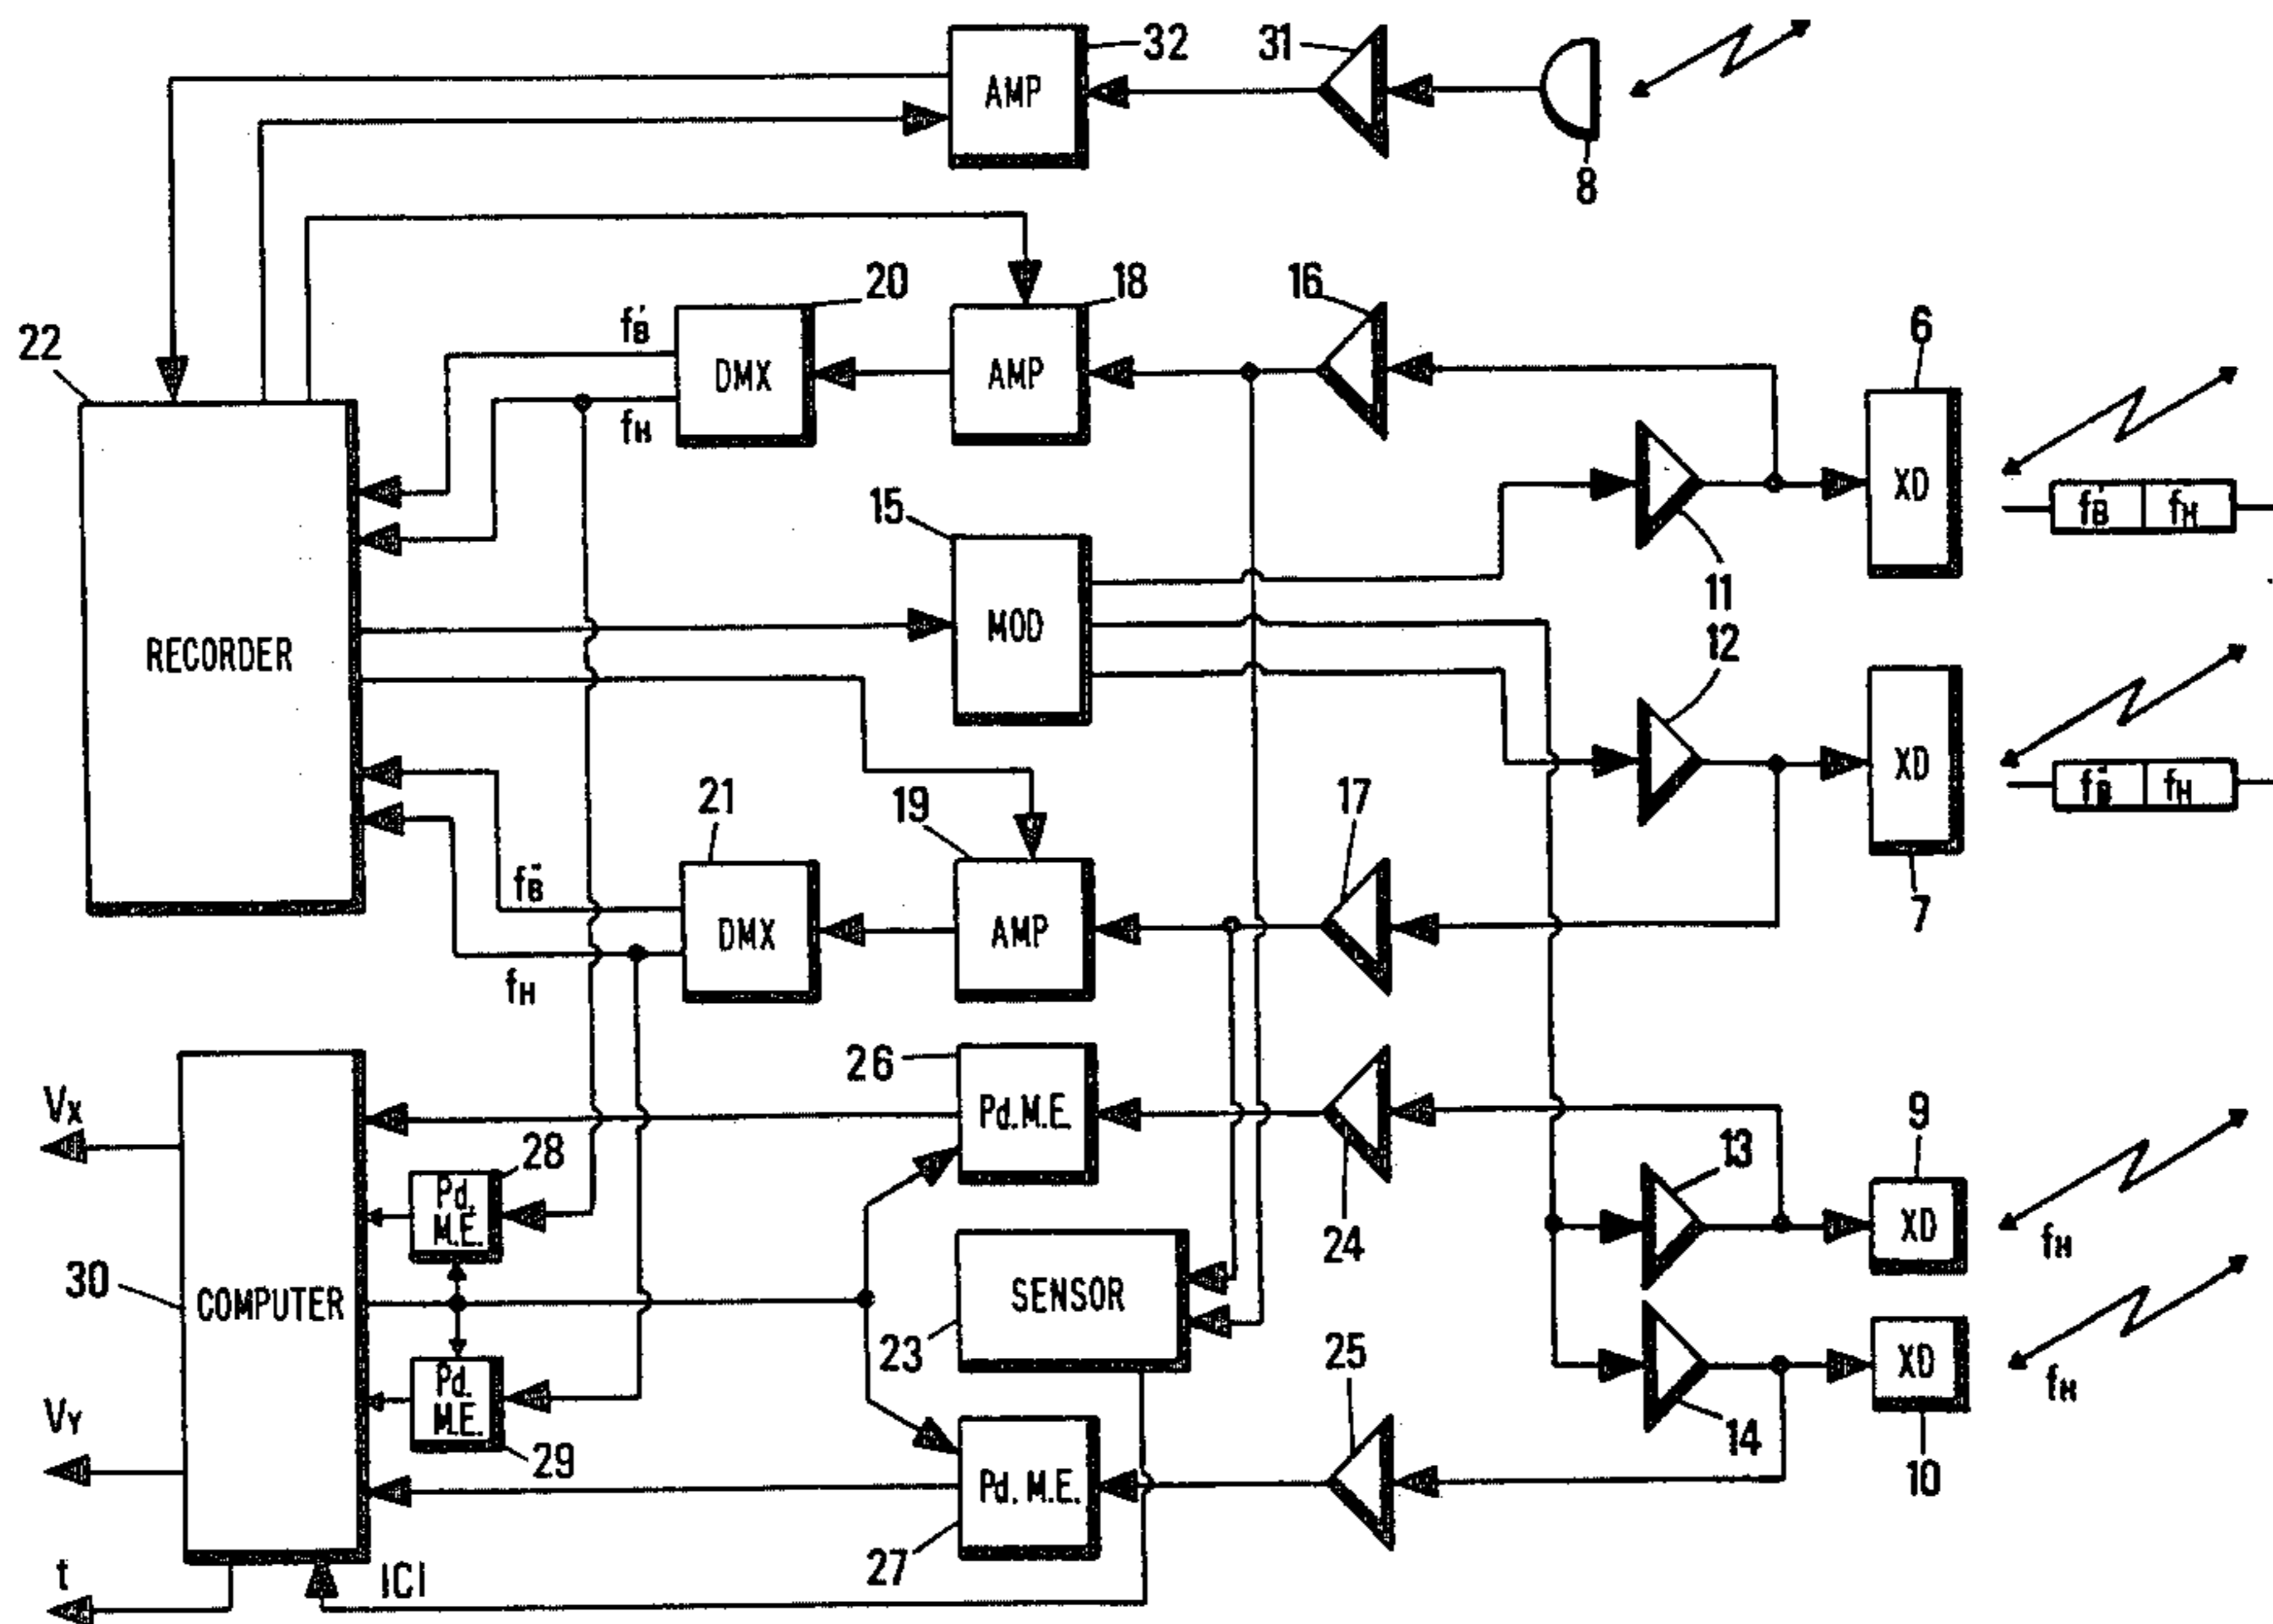 32
31
AMP
8
20
18
16
6
22
f'B
DMX
AMP
fH
XD
f'B fH
15
11
12
RECORDER
MOD
XD
f"B fH
7
21
19
17
f"B
DMX
AMP
fH
26
Pd.M.E.
24
VX
28
Pd. M.E.
13
9
XD
fH
30
COMPUTER
SENSOR
23
25
VY
Pd. M.E.
29
14
XD
fH
10
Pd. M.E.
27
t
|C|